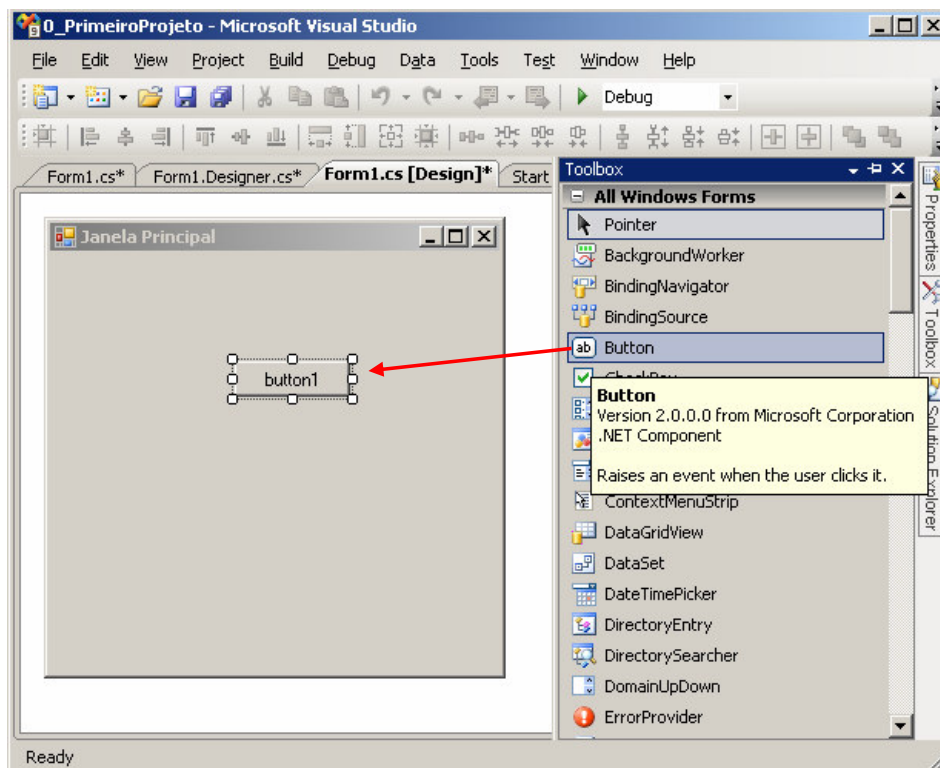 0_PrimeiroProjeto - Microsoft Visual Studio
File Edit View Project Build Debug Data Tools Test Window Help
Debug
Form1.cs* Form1.Designer.cs* Form1.cs [Design]* Start
Toolbox
All Windows Forms
Pointer
BackgroundWorker
BindingNavigator
BindingSource
ab Button
Button
Version 2.0.0.0 from Microsoft Corporation
.NET Component
Raises an event when the user clicks it.
ContextMenuStrip
DataGridView
DataSet
DateTimePicker
DirectoryEntry
DirectorySearcher
DomainUpDown
ErrorProvider
Janela Principal
button1
Properties
Toolbox
Solution Explorer
Ready